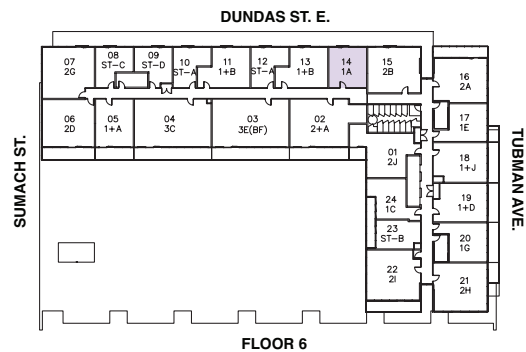 DUNDAS ST. E.
07
2G
08
ST-C
09
ST-D
10
ST-A
11
1+B
12
ST-A
13
1+B
14
1A
15
2B
16
2A
06
2D
05
1+A
04
3C
03
3E(BF)
02
2+A
17
1E
01
2J
18
1+J
24
1C
19
1+D
23
ST-B
20
1G
22
2I
21
2H
SUMACH ST.
TUBMAN AVE.
FLOOR 6